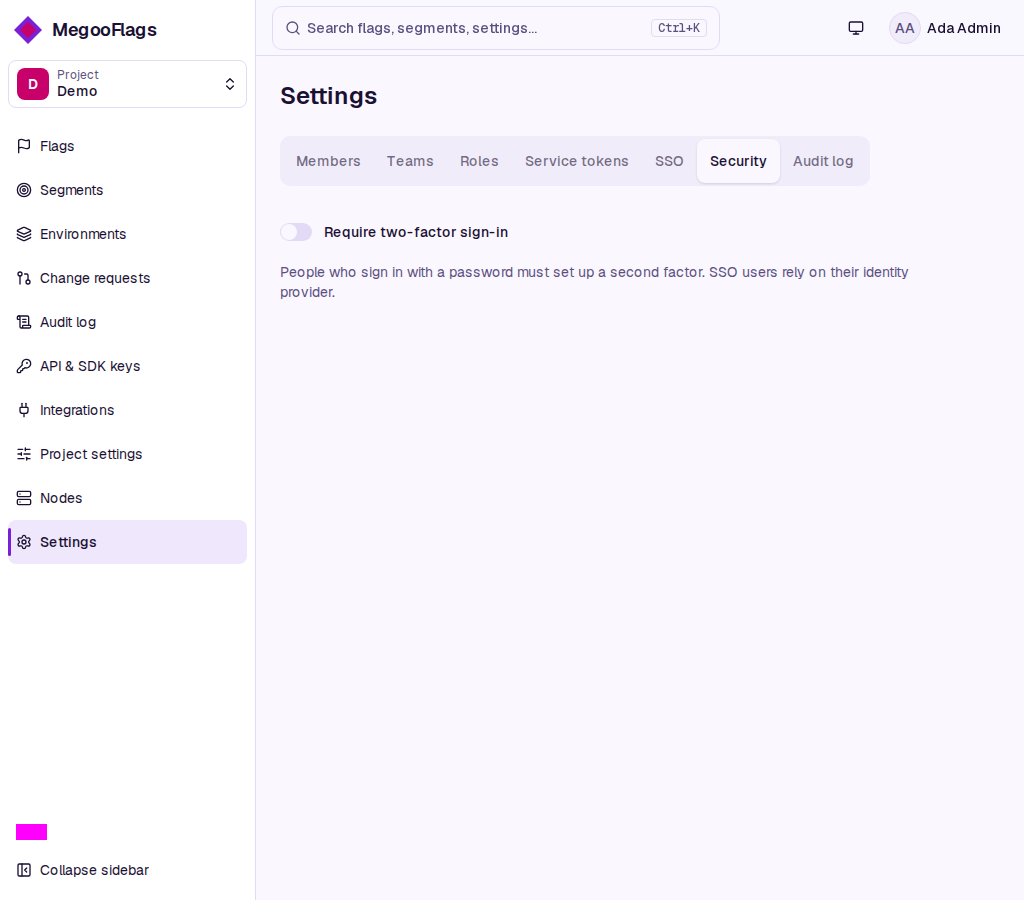 MegooFlags
Search flags, segments, settings...
Ctrl+K
AA
Ada Admin
D
Project
Demo
Flags
Segments
Environments
Change requests
Audit log
API & SDK keys
Integrations
Project settings
Nodes
Settings
Collapse sidebar
Settings
Members
Teams
Roles
Service tokens
SSO
Security
Audit log
Require two-factor sign-in
People who sign in with a password must set up a second factor. SSO users rely on their identity
provider.